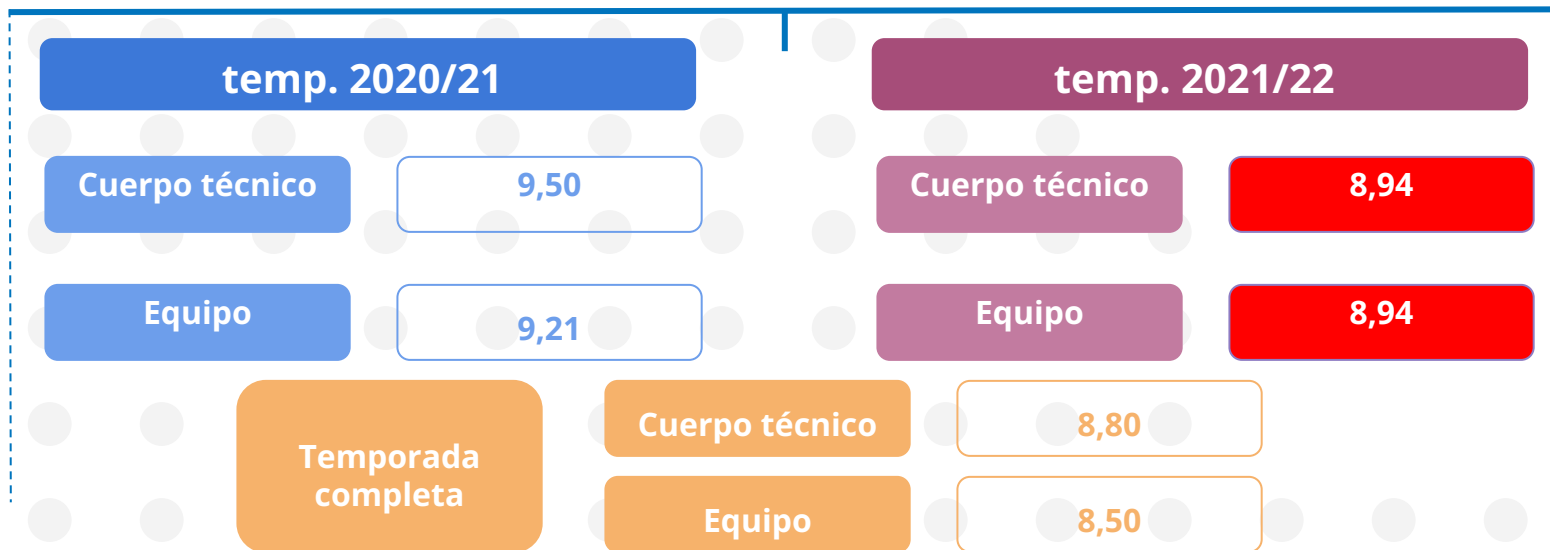 temp. 2020/21
temp. 2021/22
Cuerpo técnico
9,50
Cuerpo técnico
8,94
Equipo
9,21
Equipo
8,94
Temporada
completa
Cuerpo técnico
8,80
Equipo
8,50